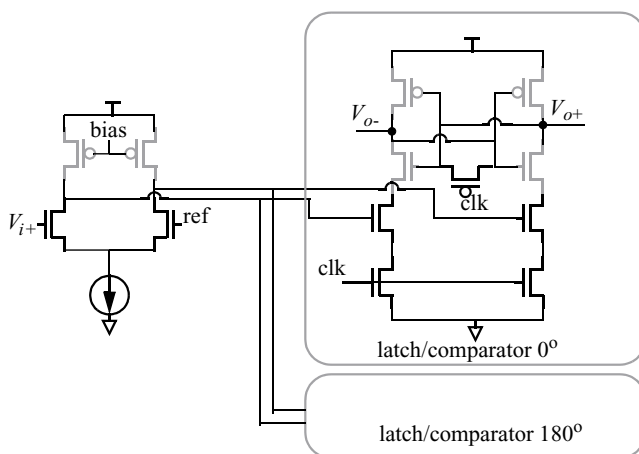 bias
V_{i+}
ref
V_{o-}
V_{o+}
clk
clk
latch/comparator 0°
latch/comparator 180°